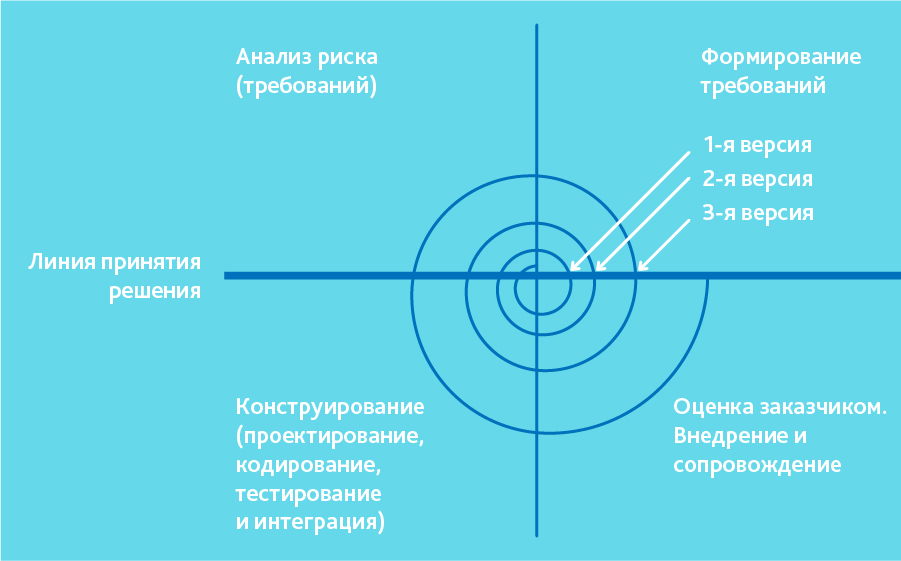 Анализ риска
(требований)
Формирование
требований
1-я версия
2-я версия
3-я версия
Линия принятия
решения
Конструирование
(проектирование,
кодирование,
тестирование
и интеграция)
Оценка заказчиком.
Внедрение и
сопровождение